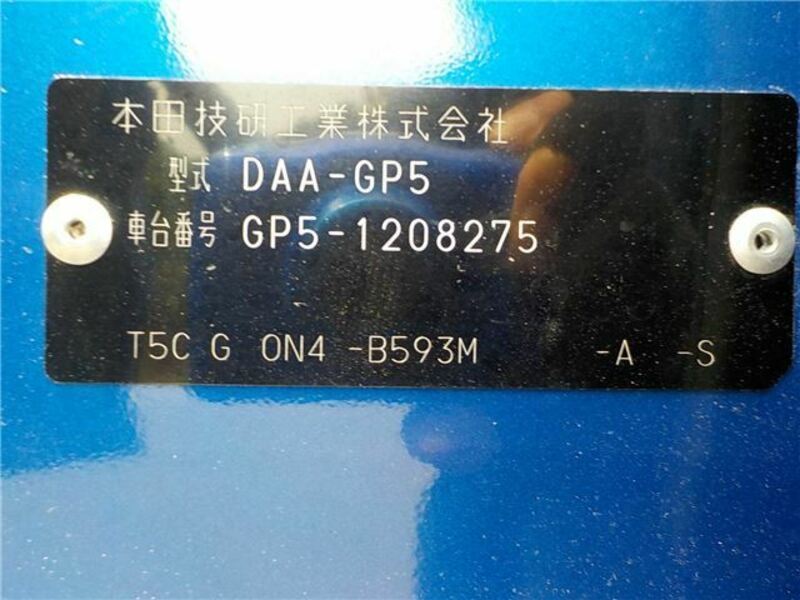 本田技研工業株式会社
型式 DAA-GP5
車台番号 GP5-1208275
T5C G 0N4 -B593M -A -S